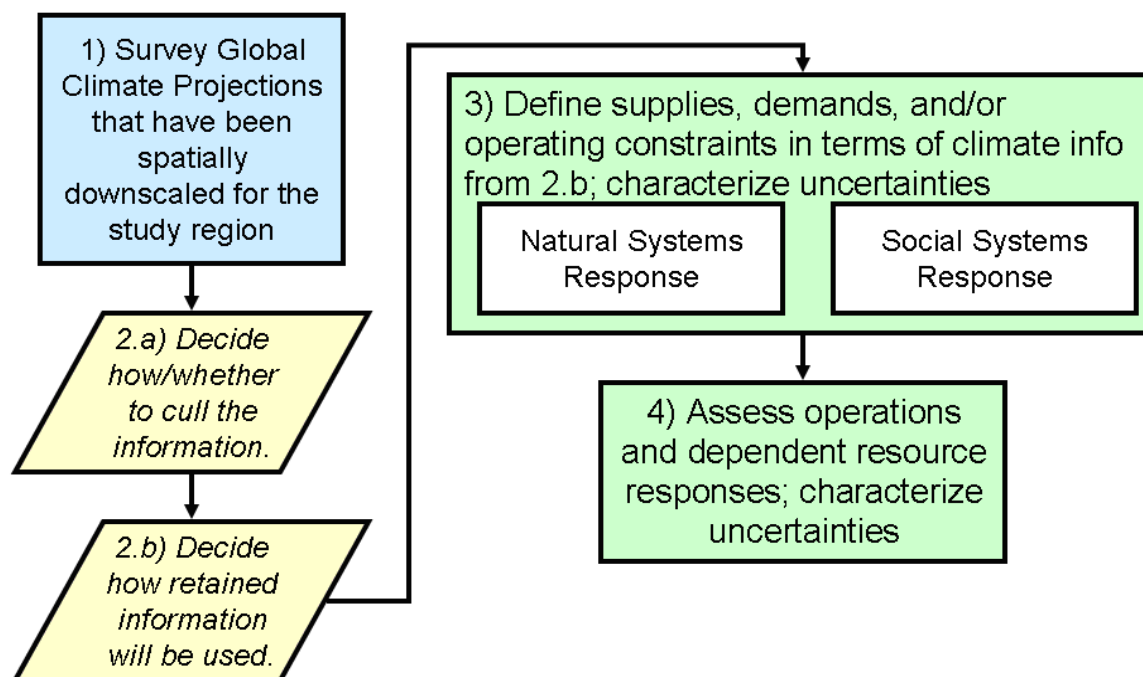 1) Survey Global
Climate Projections
that have been
spatially
downscaled for the
study region
2.a) Decide
how/whether
to cull the
information.
2.b) Decide
how retained
information
will be used.
3) Define supplies, demands, and/or
operating constraints in terms of climate info
from 2.b; characterize uncertainties
Natural Systems
Response
Social Systems
Response
4) Assess operations
and dependent resource
responses; characterize
uncertainties